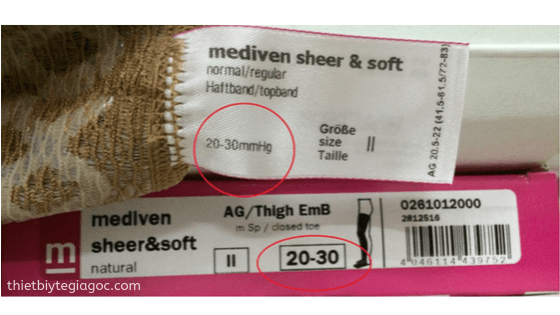 mediven sheer & soft
normal/regular
Haftband/topband
20-30mmHg
Größe
size
Taille
II
AG 20.5-22 (41.5-61.5/72-83)
m
mediven
sheer&soft
natural
AG/Thigh EmB
m Sp / closed toe
II
20-30
0261012000
2812516
4 046114 439752
thietbiytegiagoc.com